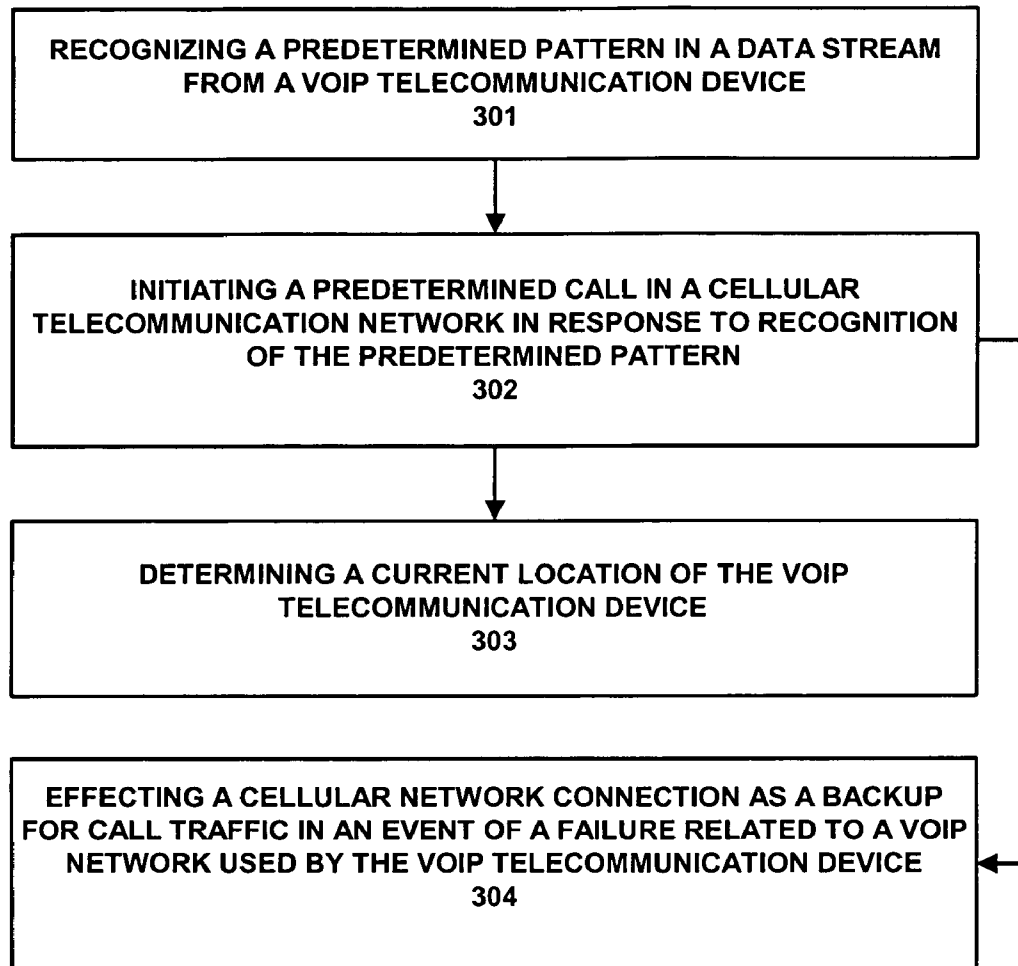 RECOGNIZING A PREDETERMINED PATTERN IN A DATA STREAM
FROM A VOIP TELECOMMUNICATION DEVICE
301
INITIATING A PREDETERMINED CALL IN A CELLULAR
TELECOMMUNICATION NETWORK IN RESPONSE TO RECOGNITION
OF THE PREDETERMINED PATTERN
302
DETERMINING A CURRENT LOCATION OF THE VOIP
TELECOMMUNICATION DEVICE
303
EFFECTING A CELLULAR NETWORK CONNECTION AS A BACKUP
FOR CALL TRAFFIC IN AN EVENT OF A FAILURE RELATED TO A VOIP
NETWORK USED BY THE VOIP TELECOMMUNICATION DEVICE
304